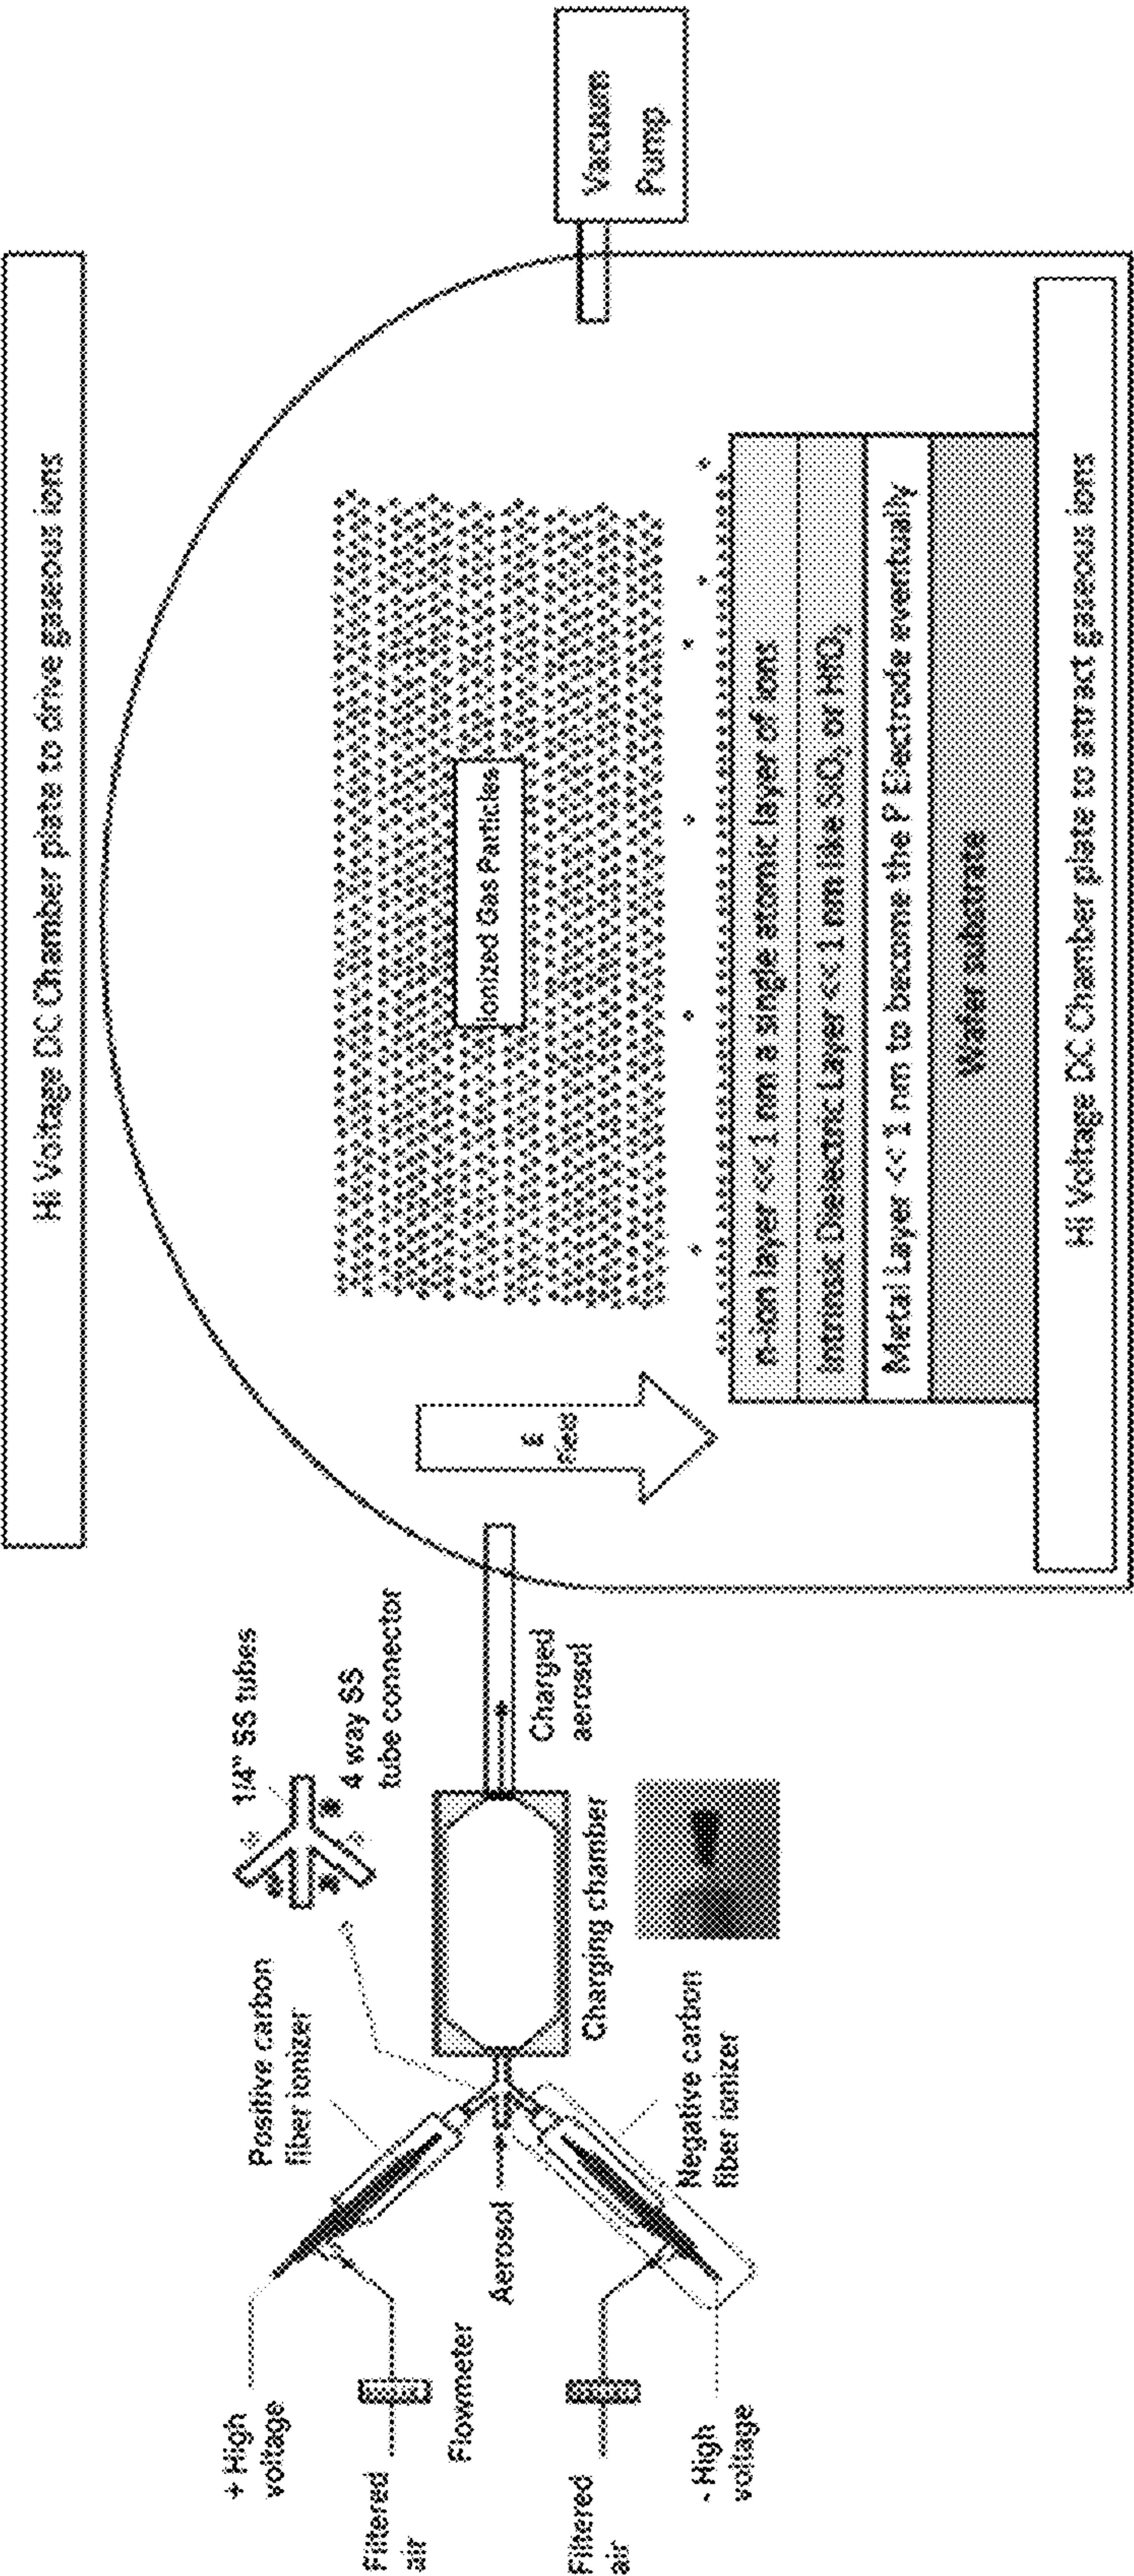 Hi Voltage DC Chamber plate to drive gaseous ions
Vacuum
Pump
Ionized Gas Particles
E
field
n-ion layer << 1 nm a single atomic layer of ions
Intrinsic Dielectric Layer << 1 nm like SiO₂ or HfO₂
Metal Layer << 1 nm to become the P Electrode eventually
Wafer substrate
Hi Voltage DC Chamber plate to attract gaseous ions
+ High
voltage
Filtered
air
Flowmeter
Positive carbon
fiber ionizer
1/4" SS tubes
4 way SS
tube connector
Aerosol
Charging chamber
Charged
aerosol
Negative carbon
fiber ionizer
Filtered
air
- High
voltage